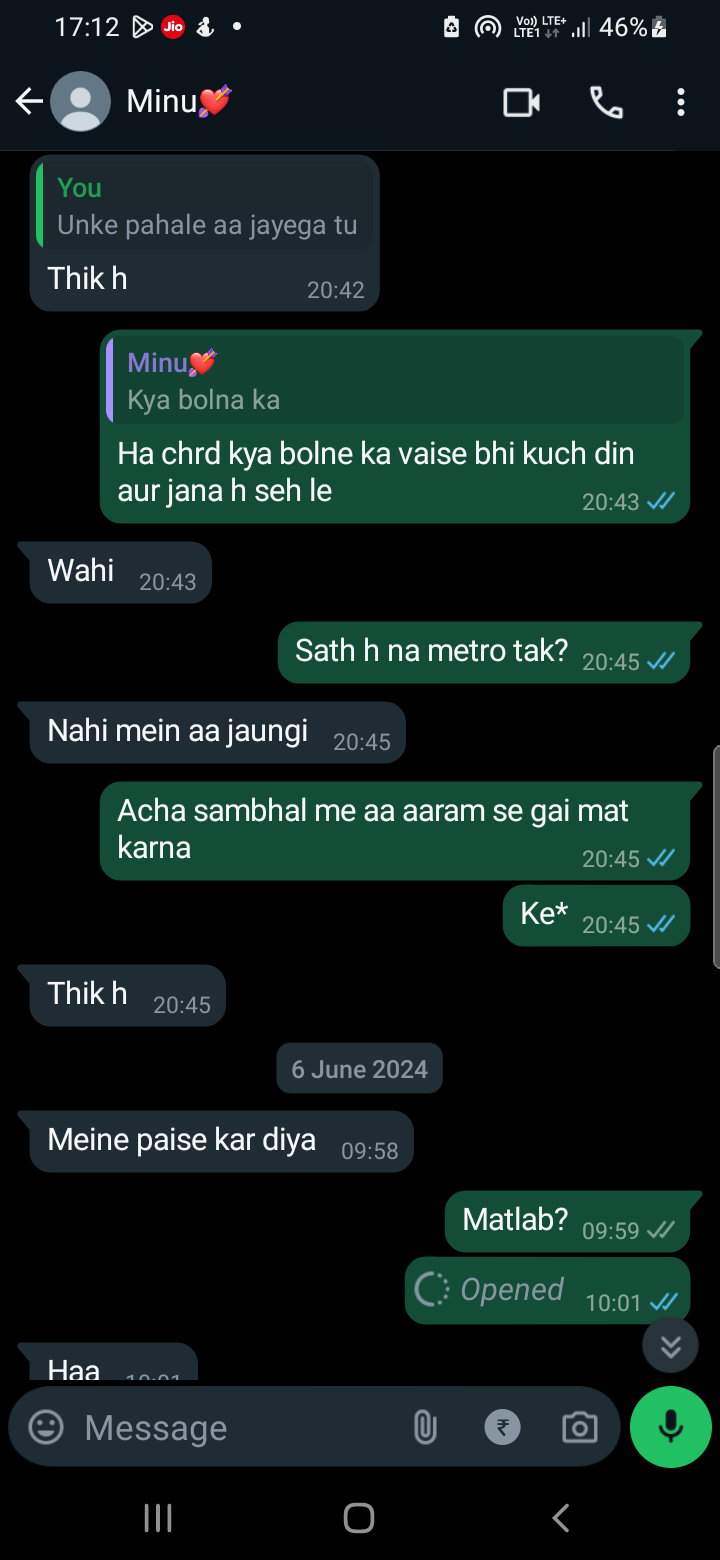 17:12 Jio Vo)) LTE+ LTE1 46%
Minu💘
You
Unke pahale aa jayega tu
Thik h 20:42
Minu💘
Kya bolna ka
Ha chrd kya bolne ka vaise bhi kuch din
aur jana h seh le 20:43
Wahi 20:43
Sath h na metro tak? 20:45
Nahi mein aa jaungi 20:45
Acha sambhal me aa aaram se gai mat
karna 20:45
Ke* 20:45
Thik h 20:45
6 June 2024
Meine paise kar diya 09:58
Matlab? 09:59
Opened 10:01
Haa 10:01
Message ₹